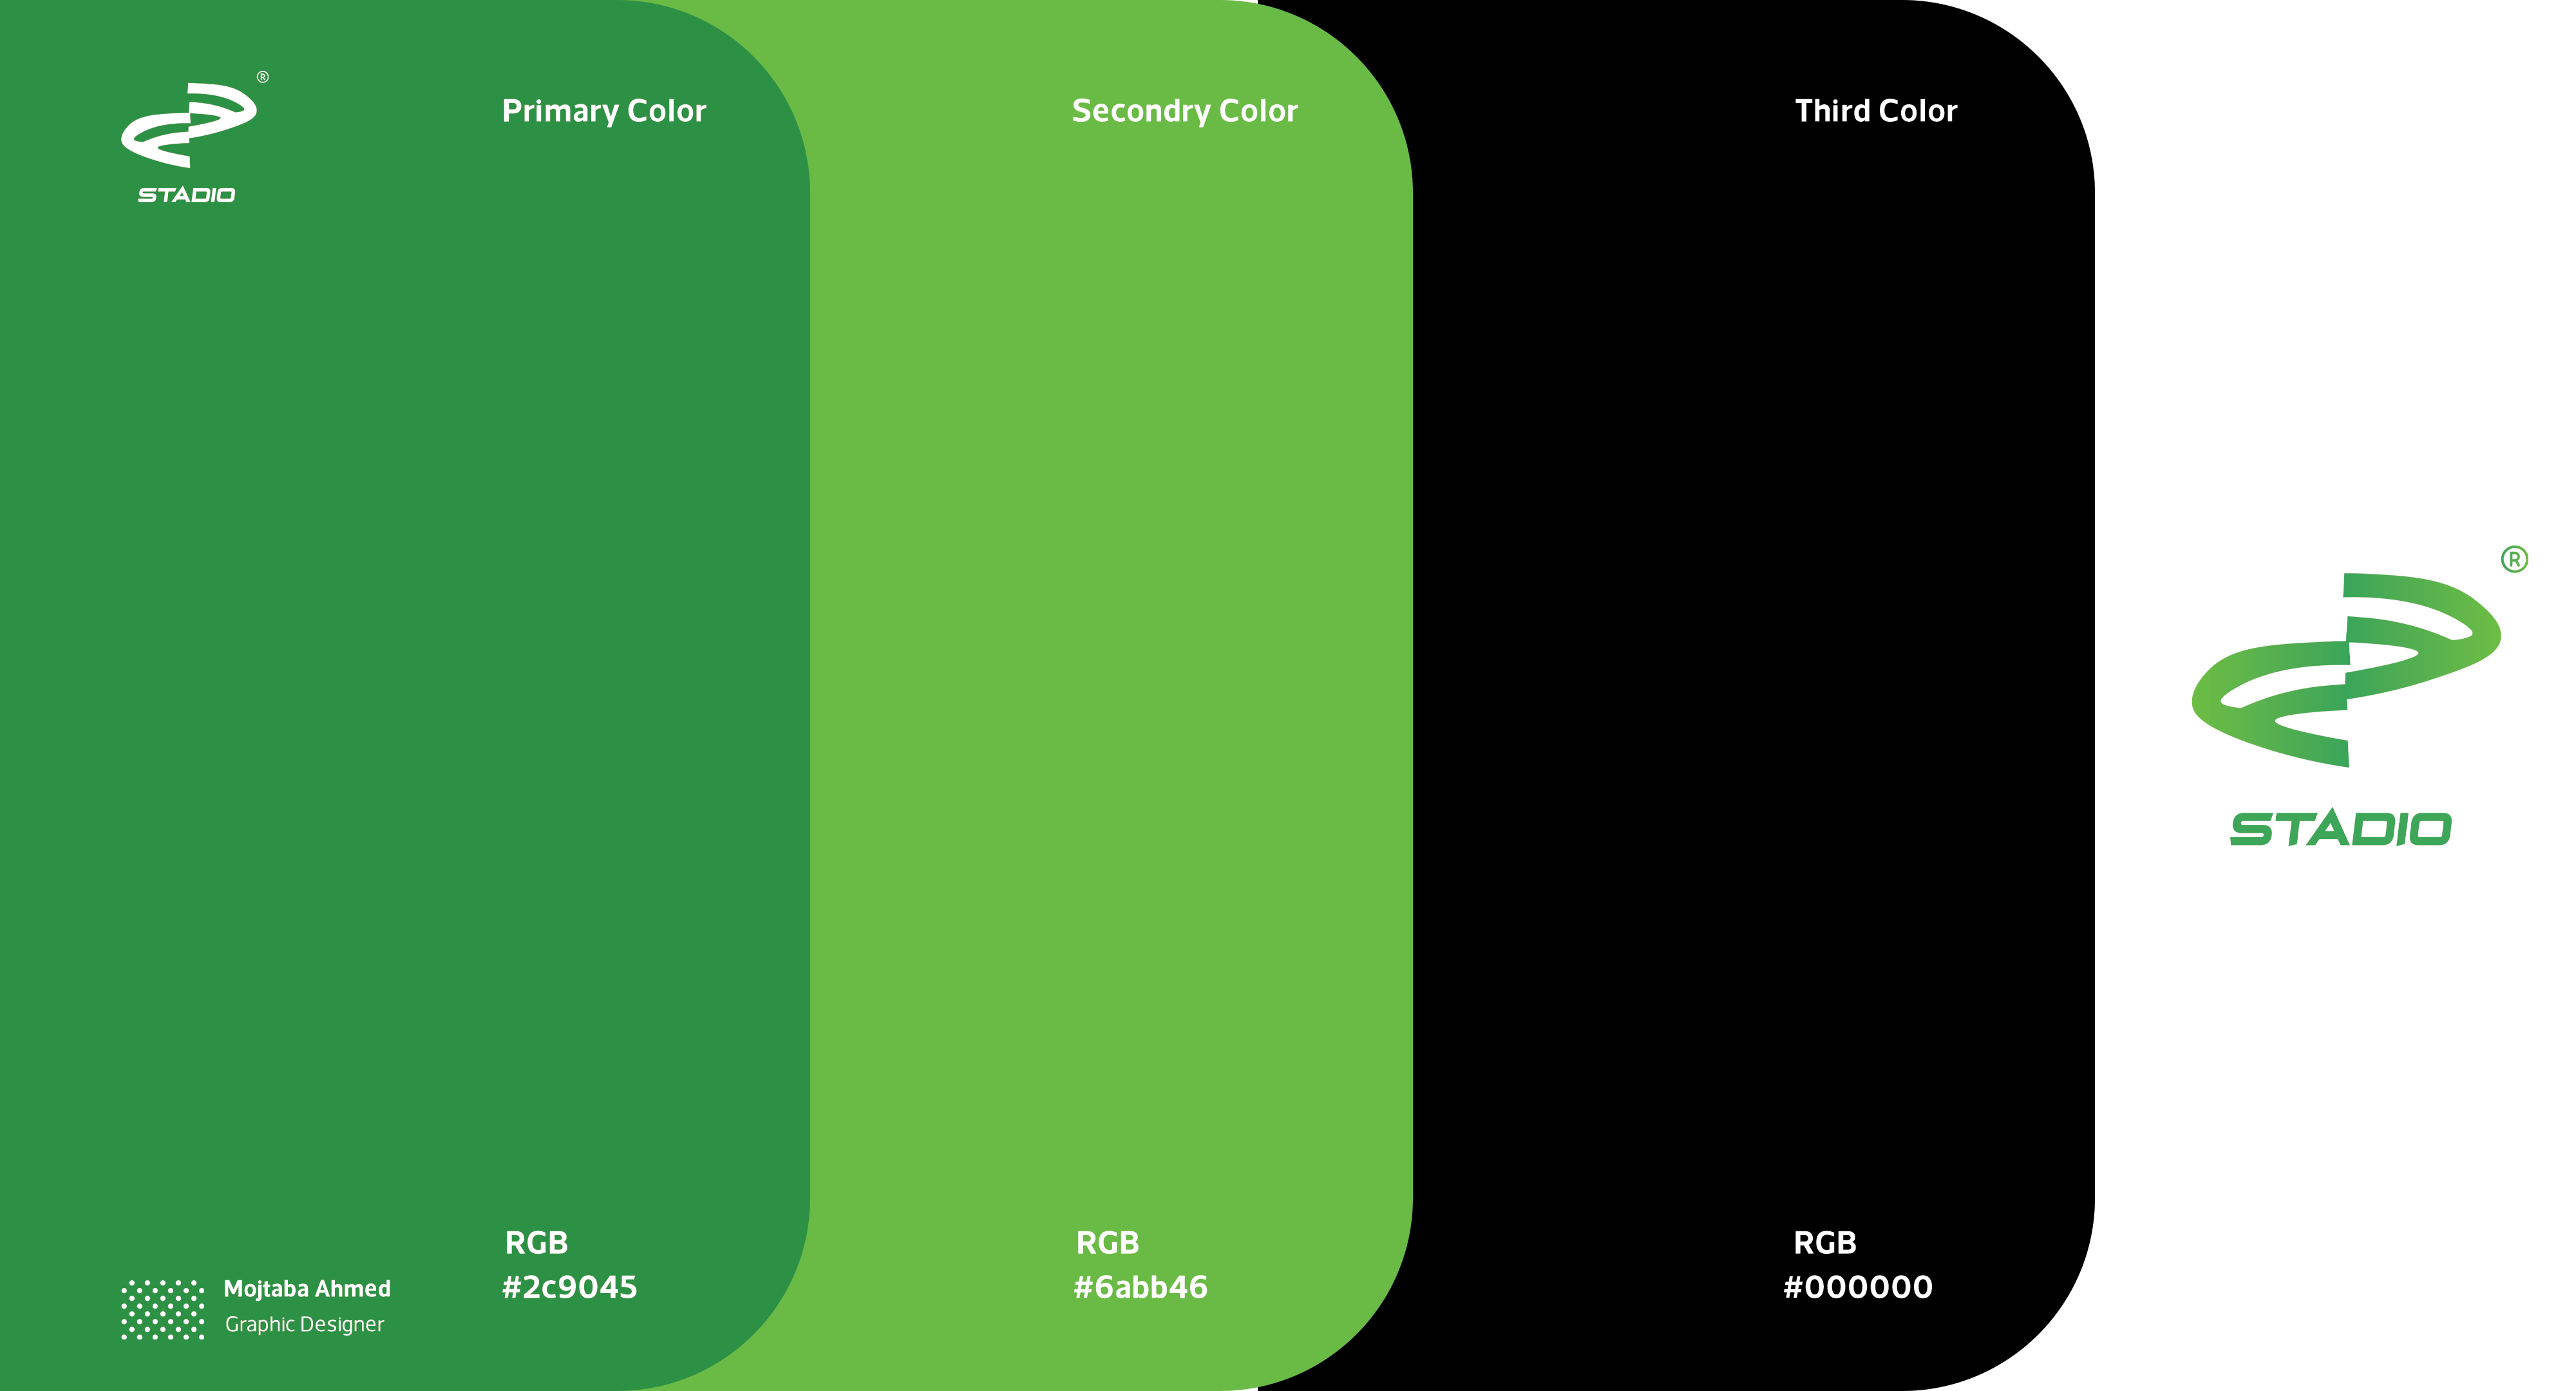 ®
STADIO
Primary Color
Secondry Color
Third Color
®
STADIO
RGB
#2c9045
RGB
#6abb46
RGB
#000000
Mojtaba Ahmed
Graphic Designer